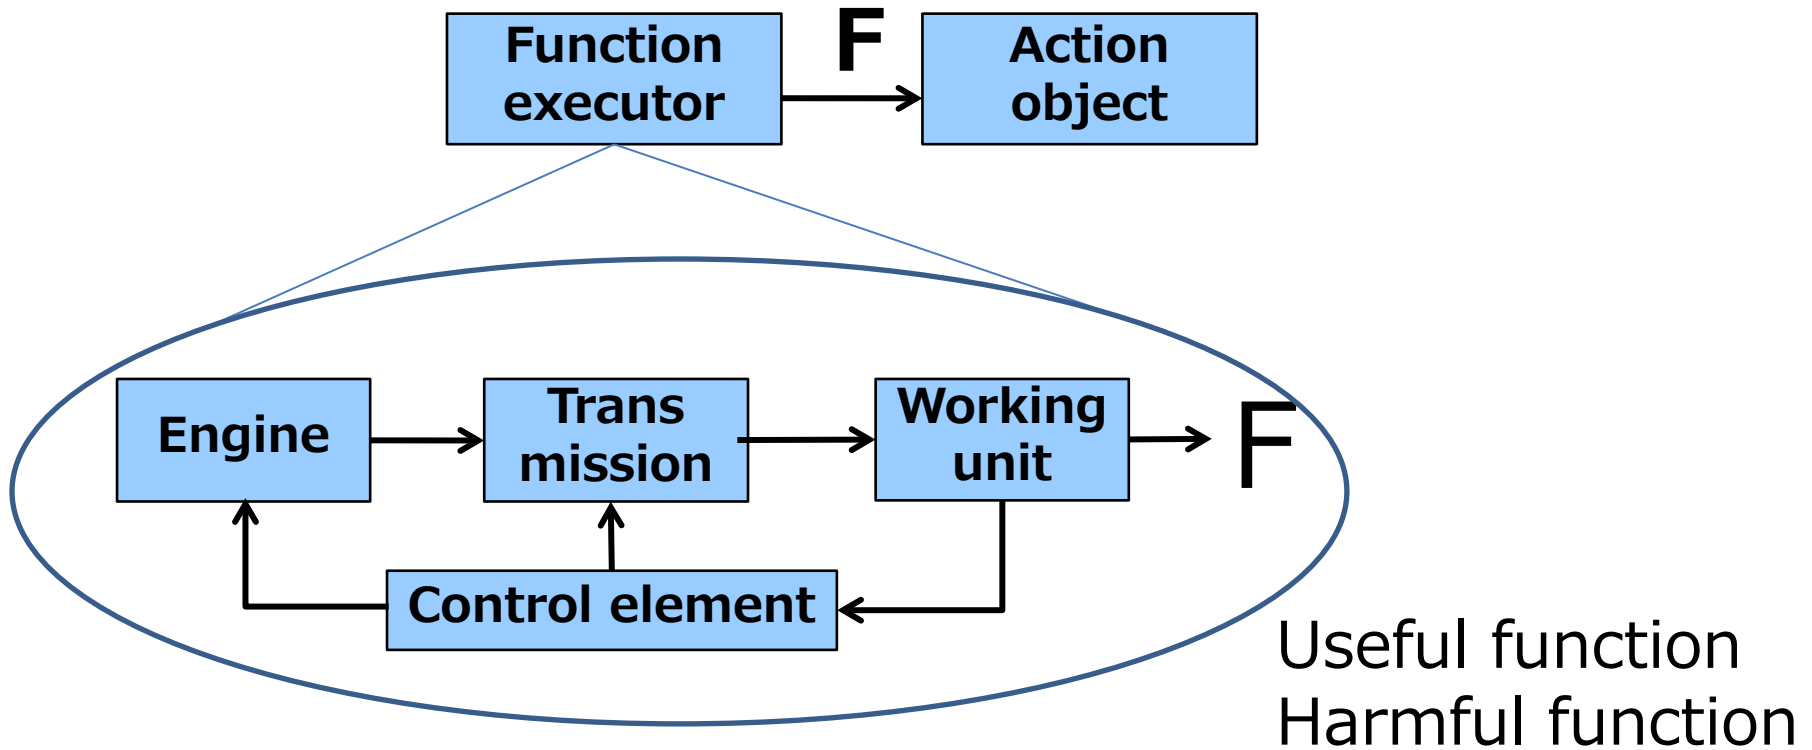 Function
executor
F
Action
object
Engine
Trans
mission
Working
unit
F
Control element
Useful function
Harmful function